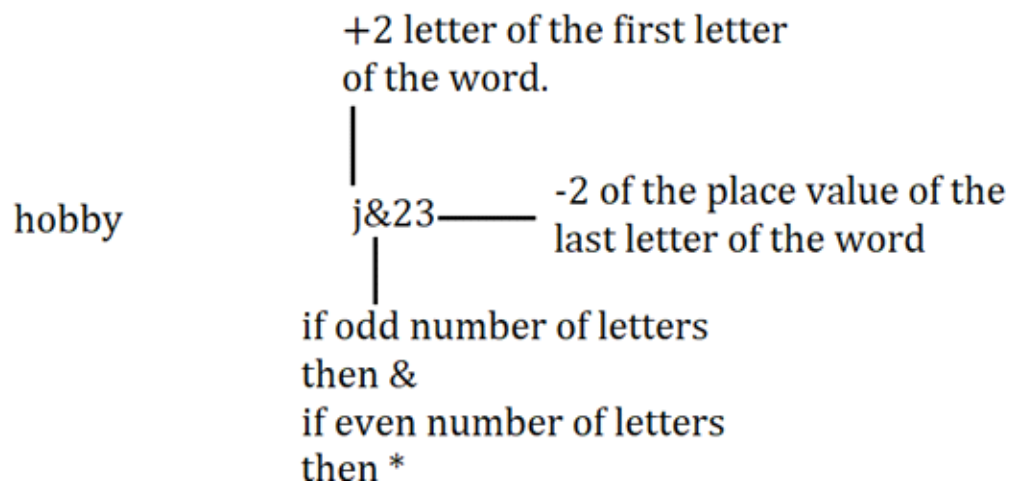 +2 letter of the first letter
of the word.
hobby
j&23
-2 of the place value of the
last letter of the word
if odd number of letters
then &
if even number of letters
then *